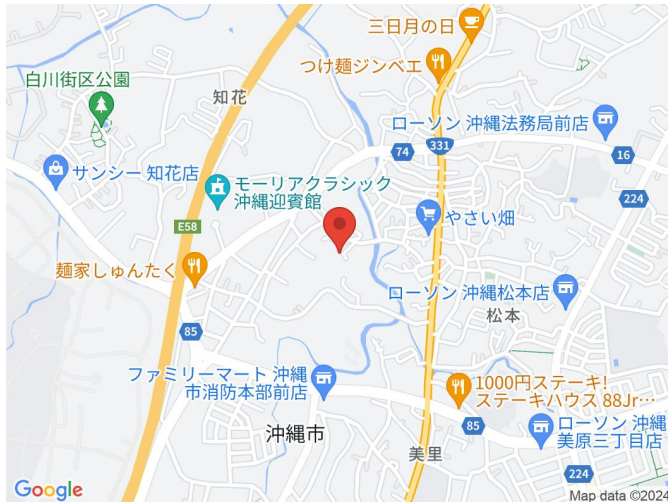 三日月の日
つけ麺ジンベエ
白川街区公園
知花
ローソン 沖縄法務局前店
331
74
16
サンシー 知花店
モーリアクラシック
沖縄迎賓館
224
E58
やさい畑
麺家しゅんたく
ローソン 沖縄松本店
松本
85
ファミリーマート 沖縄
市消防本部前店
1000円ステーキ!
ステーキハウス 88Jr…
沖縄市
85
ローソン 沖縄
美原三丁目店
美里
224
Google
Map data ©2024